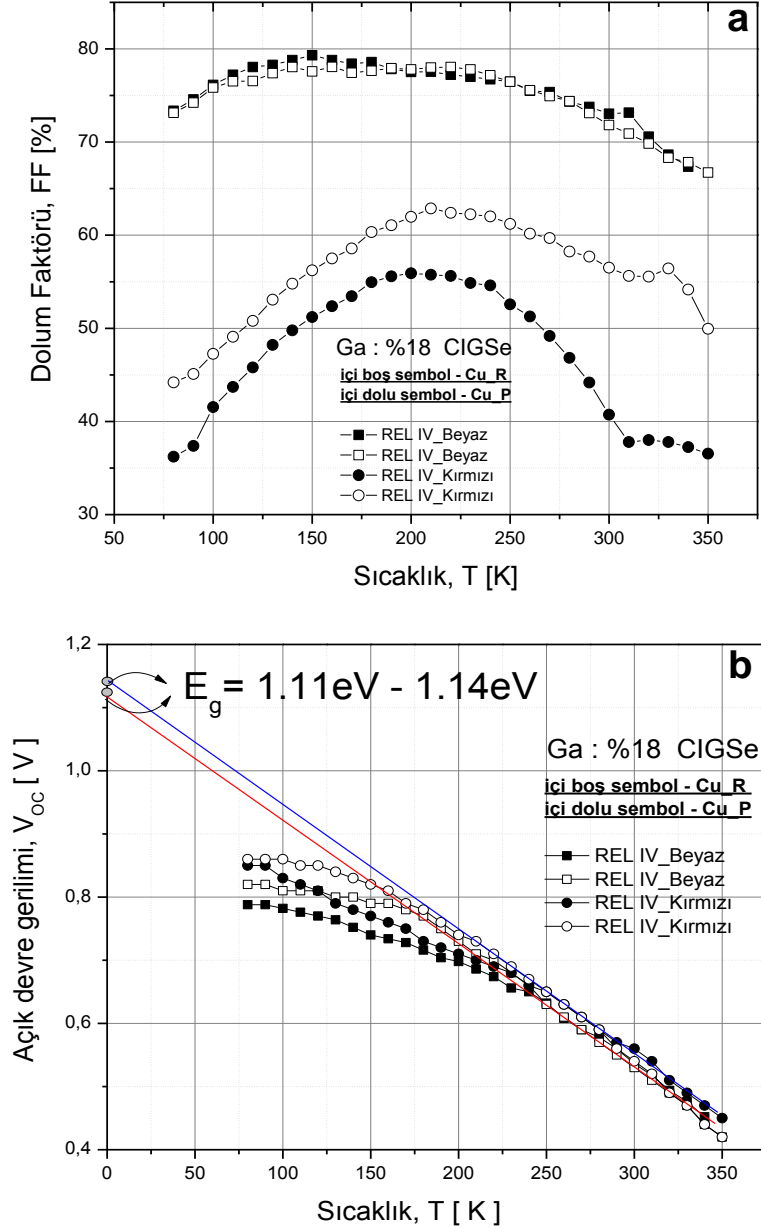 a
80
70
60
50
40
30
Dolum Faktörü, FF [%]
Ga : %18 CIGSe
içi boş sembol - Cu_R
içi dolu sembol - Cu_P
REL IV_Beyaz
REL IV_Beyaz
REL IV_Kırmızı
REL IV_Kırmızı
50 100 150 200 250 300 350
Sıcaklık, T [K]
b
1,2
1,0
0,8
0,6
0,4
Açık devre gerilimi, VOC [ V ]
Eg = 1.11eV - 1.14eV
Ga : %18 CIGSe
içi boş sembol - Cu_R
içi dolu sembol - Cu_P
REL IV_Beyaz
REL IV_Beyaz
REL IV_Kırmızı
REL IV_Kırmızı
0 50 100 150 200 250 300 350
Sıcaklık, T [ K ]